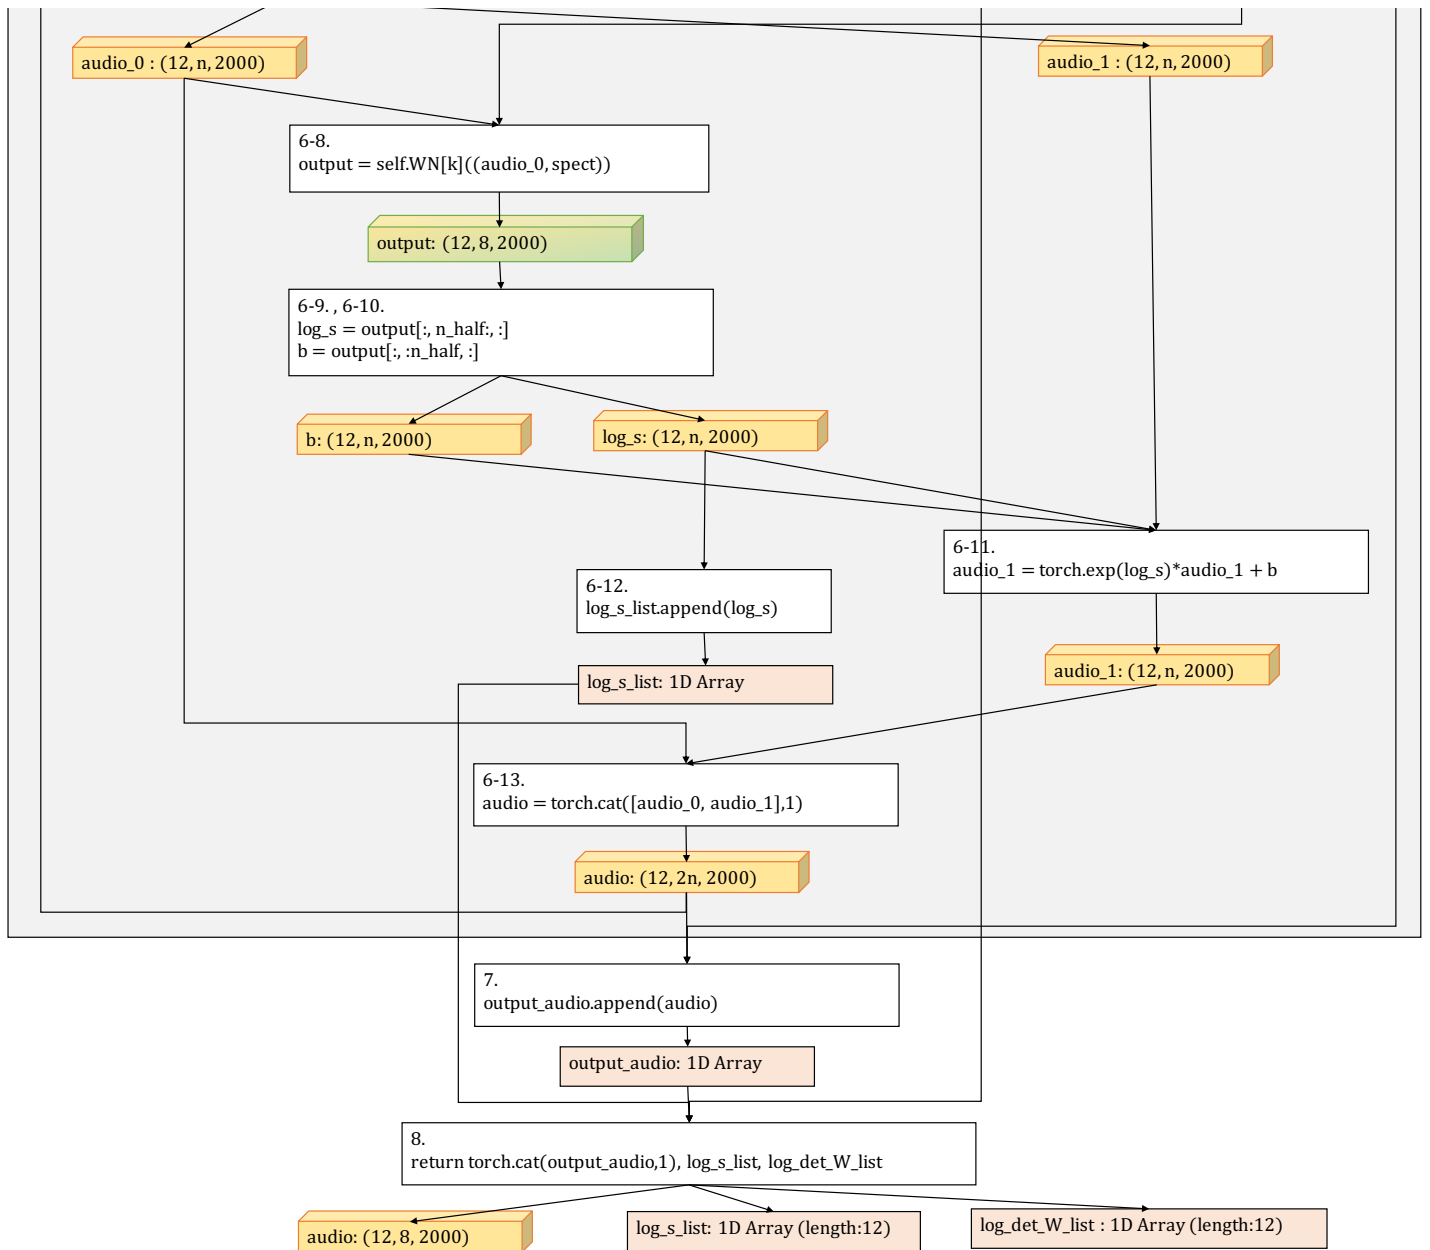 audio_0 : (12, n, 2000)
audio_1 : (12, n, 2000)
6-8.
output = self.WN[k]((audio_0, spect))
output: (12, 8, 2000)
6-9. , 6-10.
log_s = output[:, n_half:, :]
b = output[:, :n_half, :]
b: (12, n, 2000)
log_s: (12, n, 2000)
6-11.
audio_1 = torch.exp(log_s)*audio_1 + b
6-12.
log_s_list.append(log_s)
log_s_list: 1D Array
audio_1: (12, n, 2000)
6-13.
audio = torch.cat([audio_0, audio_1],1)
audio: (12, 2n, 2000)
7.
output_audio.append(audio)
output_audio: 1D Array
8.
return torch.cat(output_audio,1), log_s_list, log_det_W_list
audio: (12, 8, 2000)
log_s_list: 1D Array (length:12)
log_det_W_list : 1D Array (length:12)